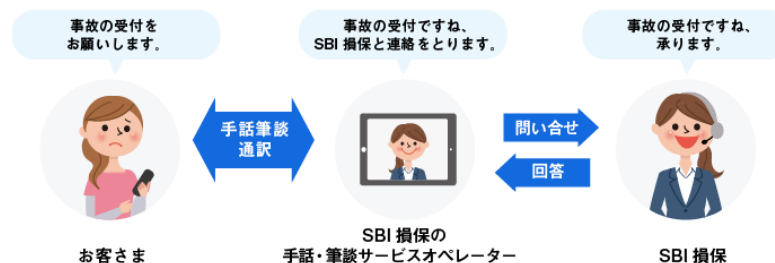 事故の受付を
お願いします。
事故の受付ですね、
SBI 損保と連絡をとります。
事故の受付ですね、
承ります。
手話筆談
通訳
問い合せ
回答
お客さま
SBI 損保の
手話・筆談サービスオペレーター
SBI 損保